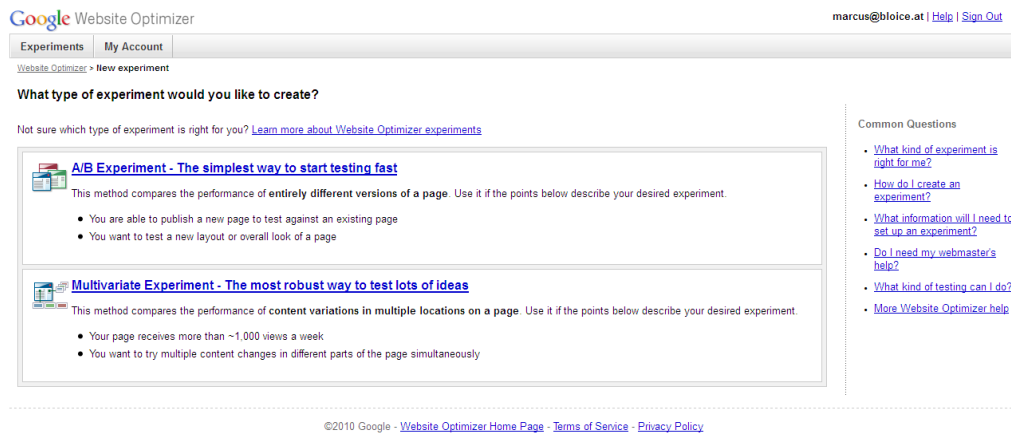 Google Website Optimizer
marcus@bloice.at | Help | Sign Out
Experiments
My Account
Website Optimizer > New experiment
What type of experiment would you like to create?
Not sure which type of experiment is right for you? Learn more about Website Optimizer experiments
A/B Experiment - The simplest way to start testing fast
This method compares the performance of entirely different versions of a page. Use it if the points below describe your desired experiment.
• You are able to publish a new page to test against an existing page
• You want to test a new layout or overall look of a page
Multivariate Experiment - The most robust way to test lots of ideas
This method compares the performance of content variations in multiple locations on a page. Use it if the points below describe your desired experiment.
• Your page receives more than ~1,000 views a week
• You want to try multiple content changes in different parts of the page simultaneously
Common Questions
• What kind of experiment is
right for me?
• How do I create an
experiment?
• What information will I need to
set up an experiment?
• Do I need my webmaster's
help?
• What kind of testing can I do?
• More Website Optimizer help
©2010 Google - Website Optimizer Home Page - Terms of Service - Privacy Policy